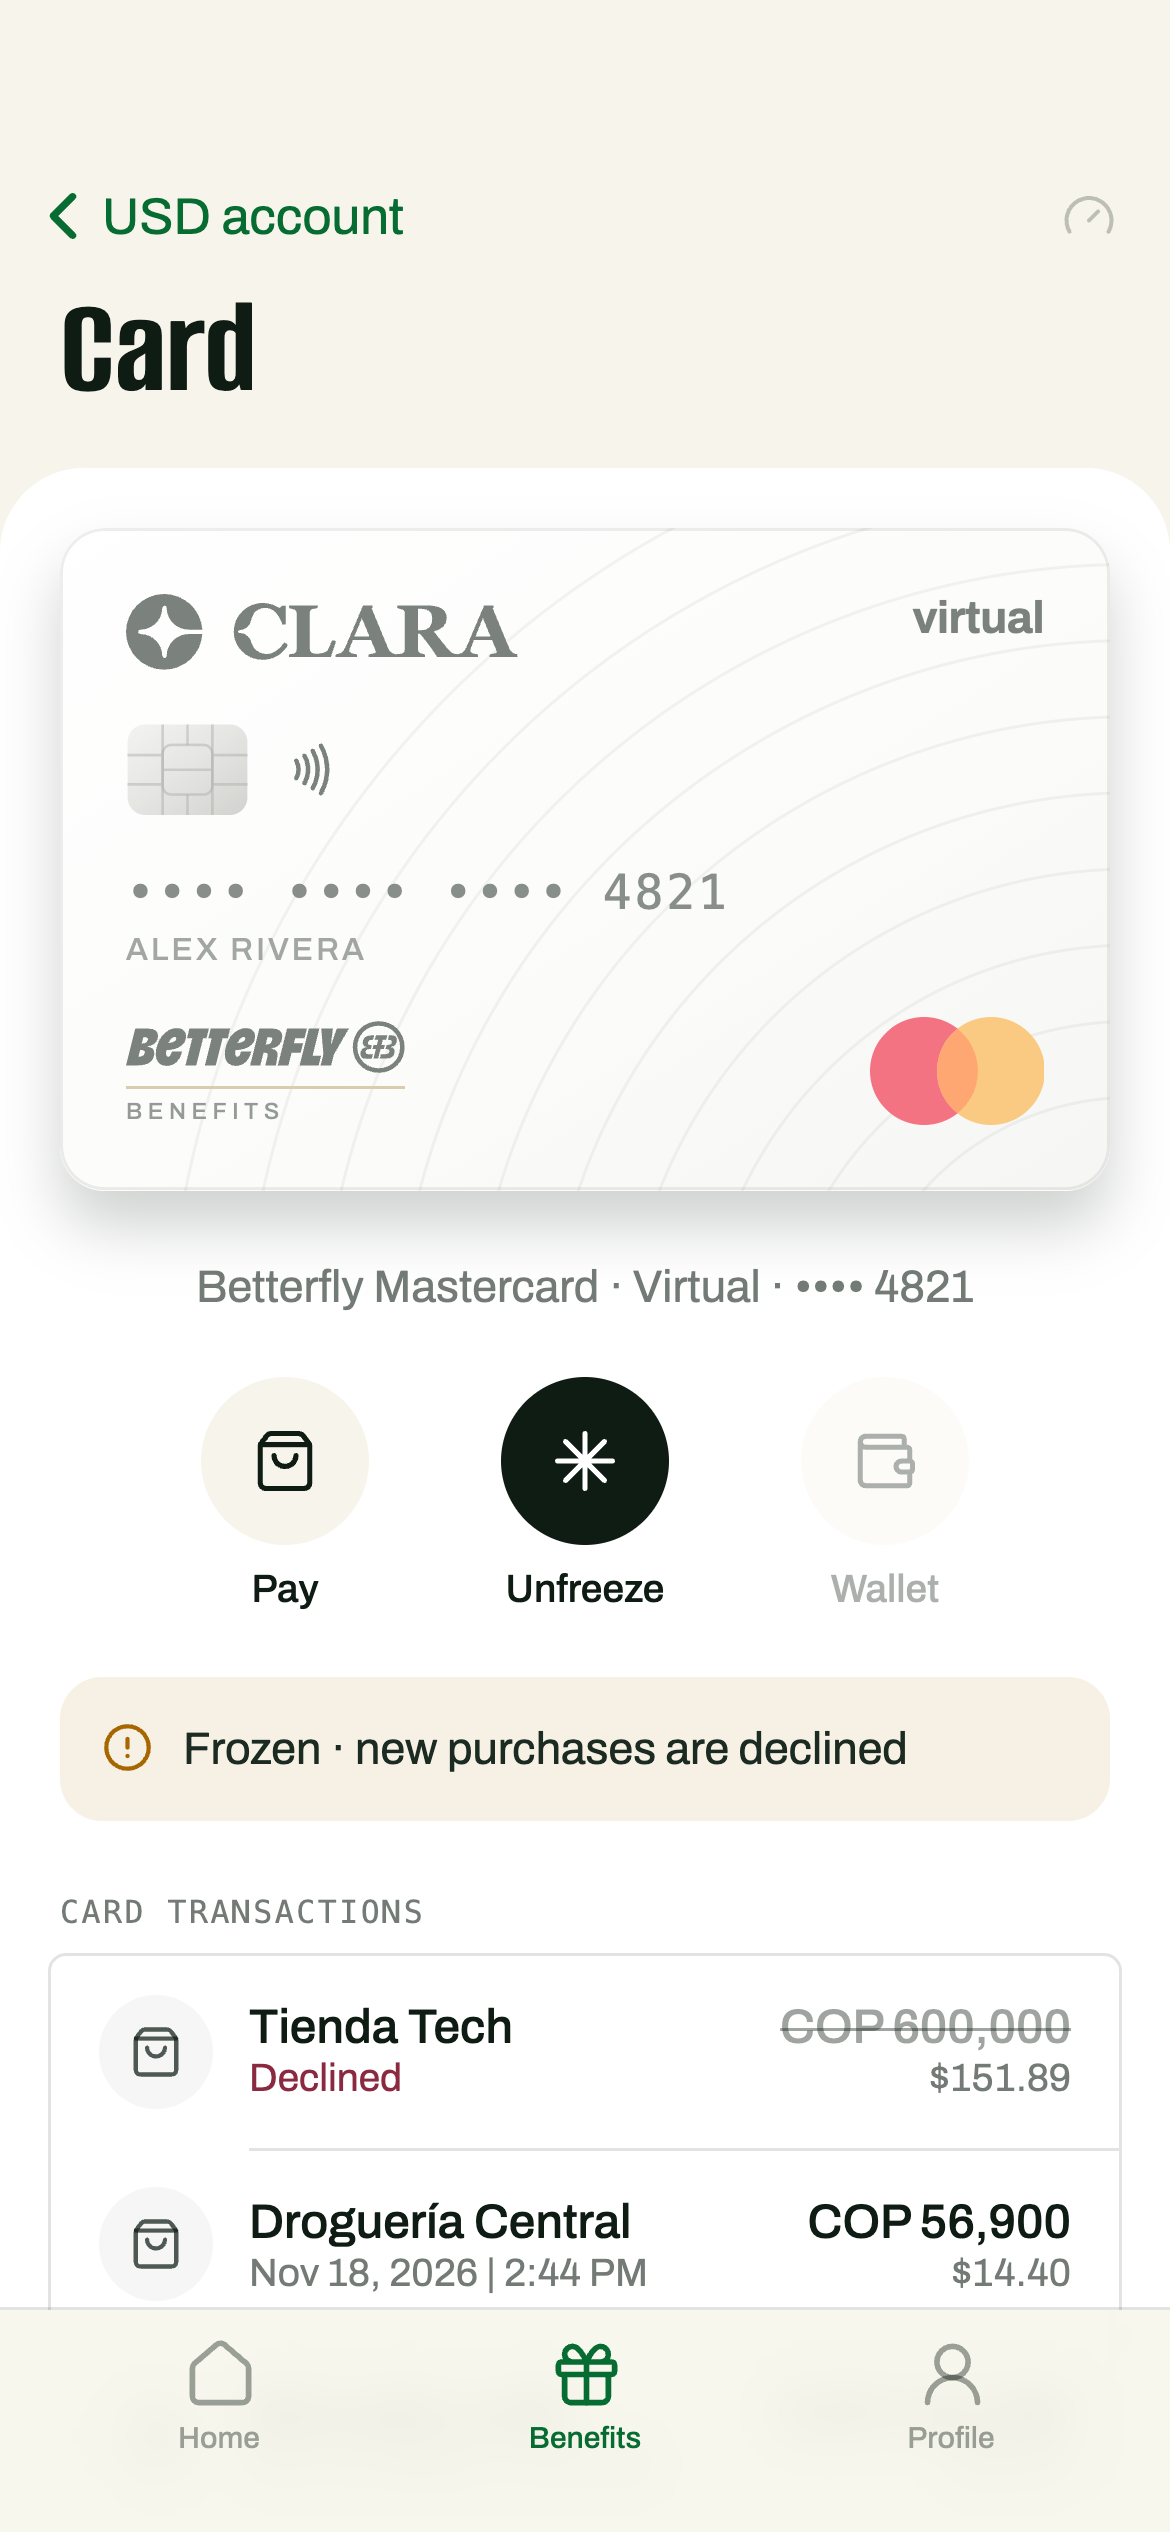 USD account
Card
CLARA
virtual
•••• •••• •••• 4821
ALEX RIVERA
BETTERFLY
BENEFITS
Betterfly Mastercard · Virtual · •••• 4821
Pay
Unfreeze
Wallet
Frozen · new purchases are declined
CARD TRANSACTIONS
Tienda Tech
COP 600,000
Declined
$151.89
Droguería Central
COP 56,900
Nov 18, 2026 | 2:44 PM
$14.40
Home
Benefits
Profile